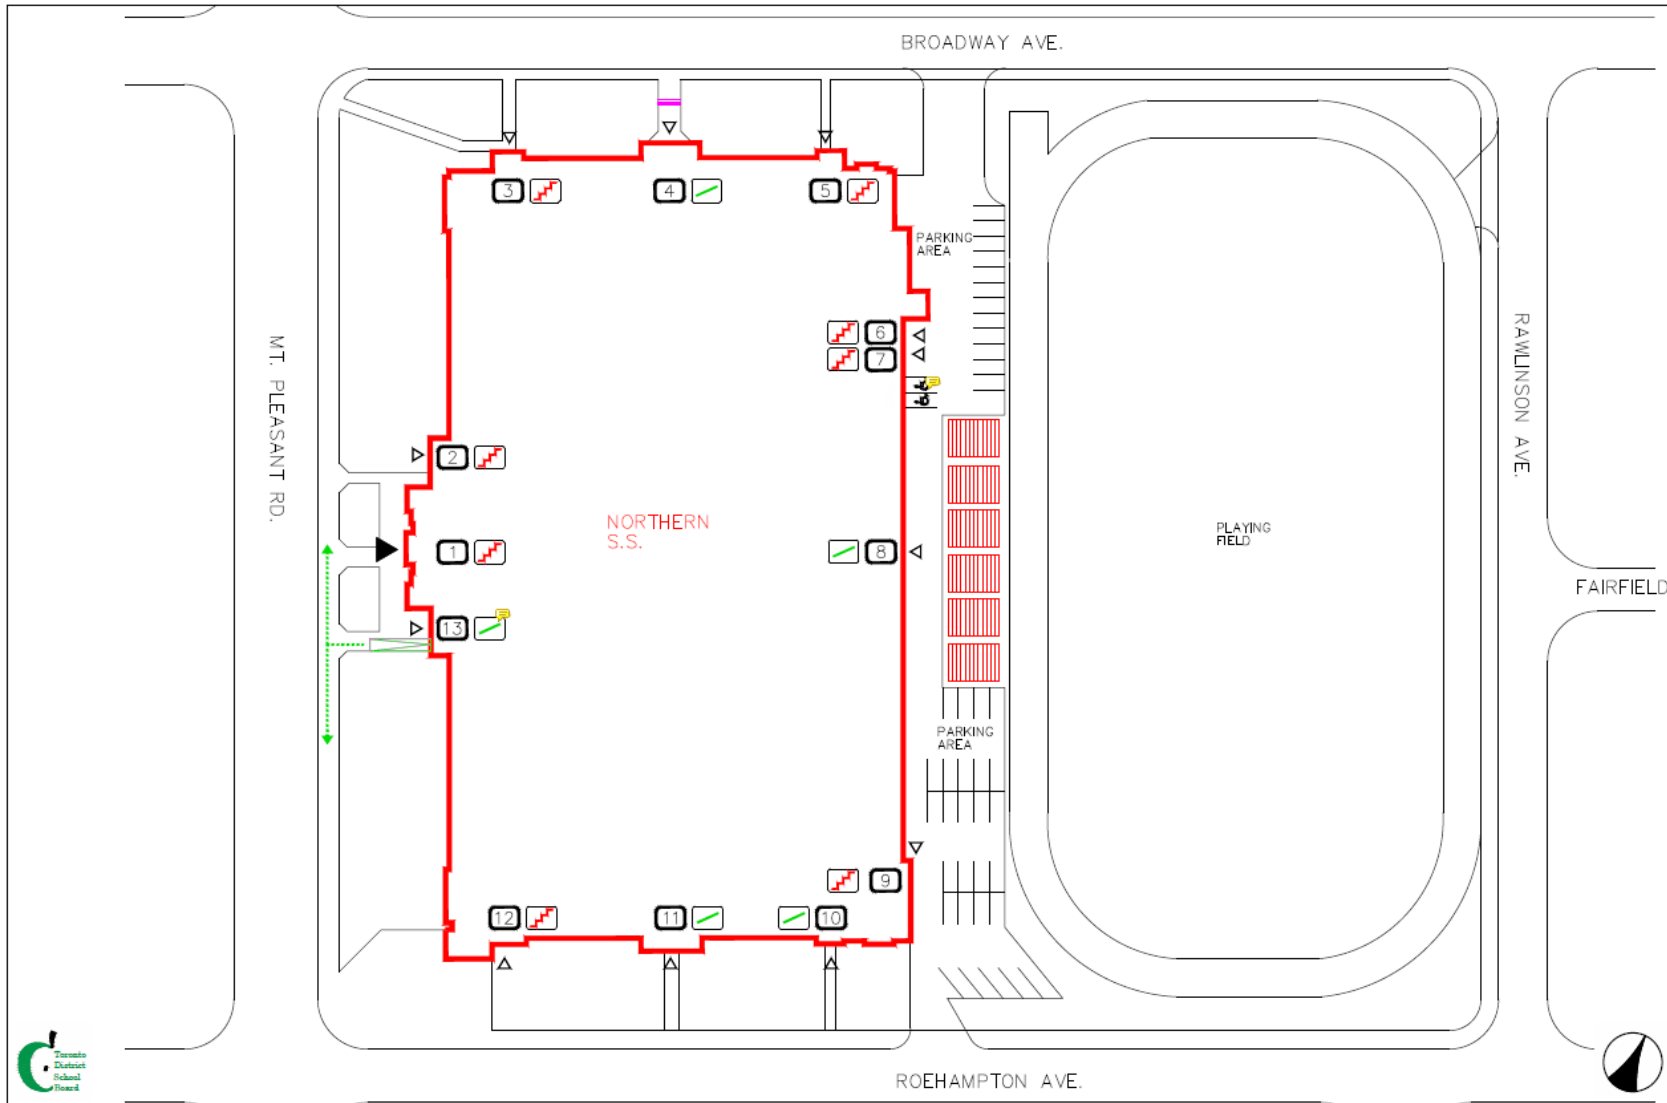 BROADWAY AVE.
3
4
5
PARKING
AREA
6
7
MT. PLEASANT RD.
RAWLINSON AVE.
2
NORTHERN
S.S.
PLAYING
FIELD
1
8
FAIRFIELD
13
PARKING
AREA
9
12
11
10
Toronto
District
School
Board
ROEHAMPTON AVE.